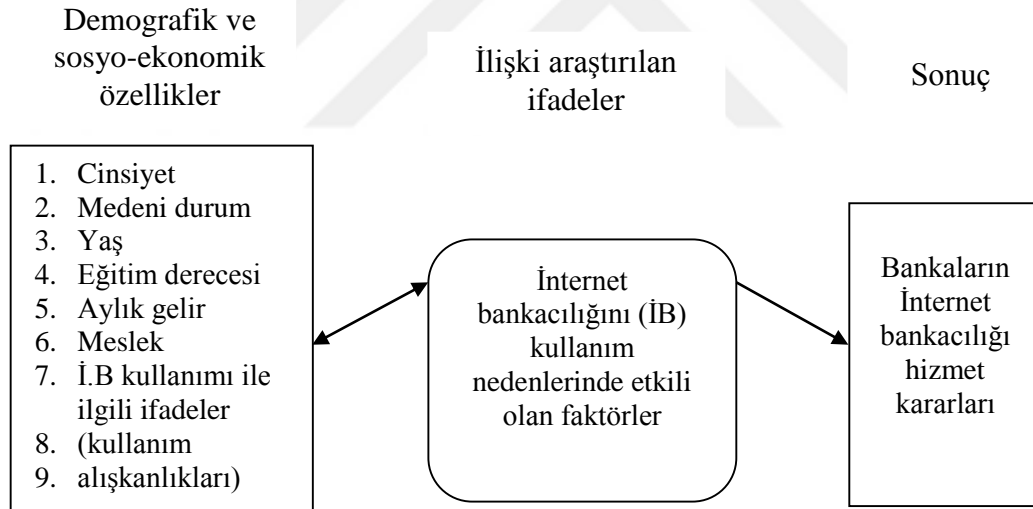 Demografik ve
sosyo-ekonomik
özellikler
İlişki araştırılan
ifadeler
Sonuç
1. Cinsiyet
2. Medeni durum
3. Yaş
4. Eğitim derecesi
5. Aylık gelir
6. Meslek
7. İ.B kullanımı ile
ilgili ifadeler
8. (kullanım
9. alışkanlıkları)
İnternet
bankacılığını (İB)
kullanım
nedenlerinde etkili
olan faktörler
Bankaların
İnternet
bankacılığı
hizmet
kararları